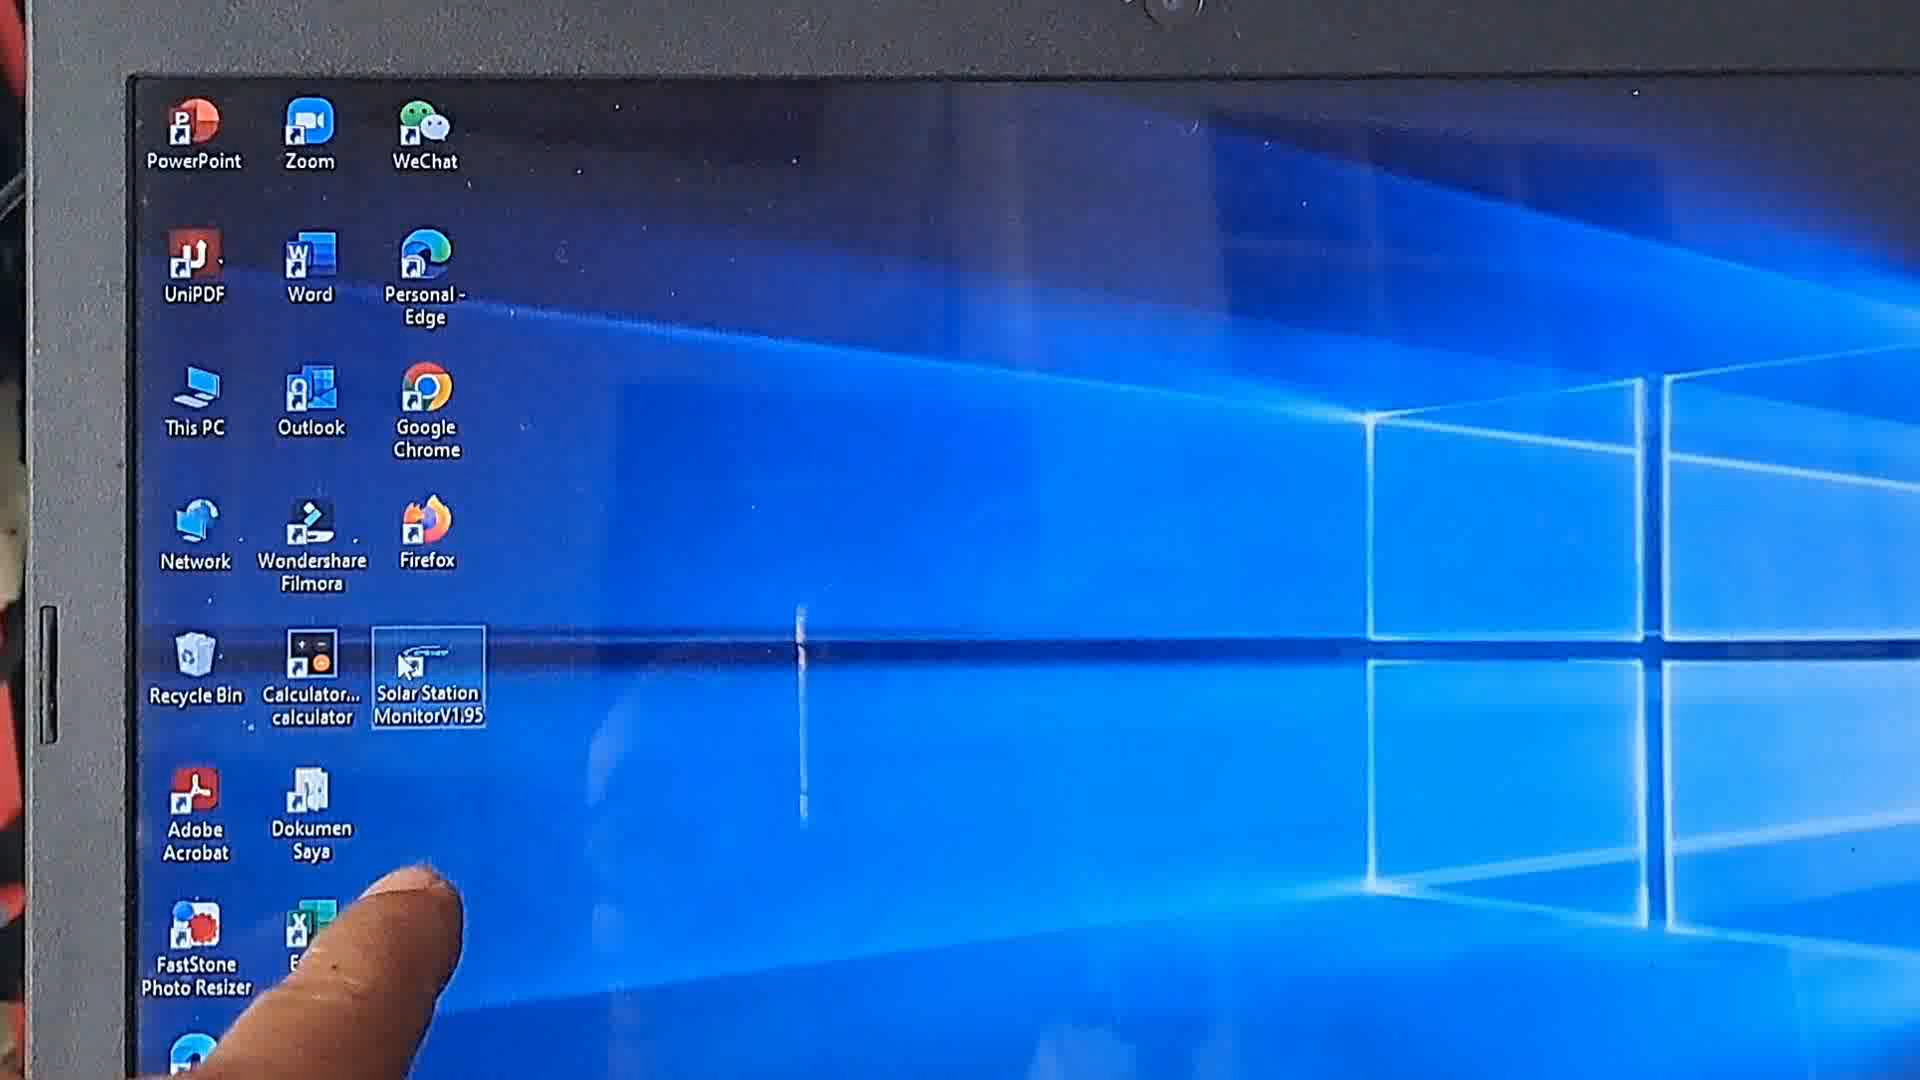 PowerPoint
Zoom
WeChat
UniPDF
Word
Personal -
Edge
This PC
Outlook
Google
Chrome
Network
Wondershare
Filmora
Firefox
Recycle Bin
Calculator...
calculator
Solar Station
MonitorV1.95
Adobe
Acrobat
Dokumen
Saya
FastStone
Photo Resizer